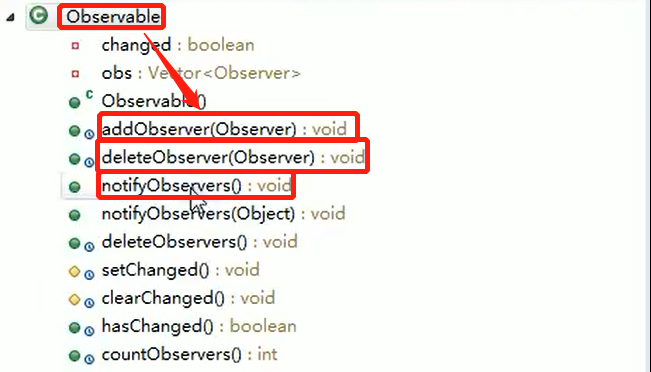 Observable
changed : boolean
obs : Vector<Observer>
Observable()
addObserver(Observer) : void
deleteObserver(Observer) : void
notifyObservers() : void
notifyObservers(Object) : void
deleteObservers() : void
setChanged() : void
clearChanged() : void
hasChanged() : boolean
countObservers() : int